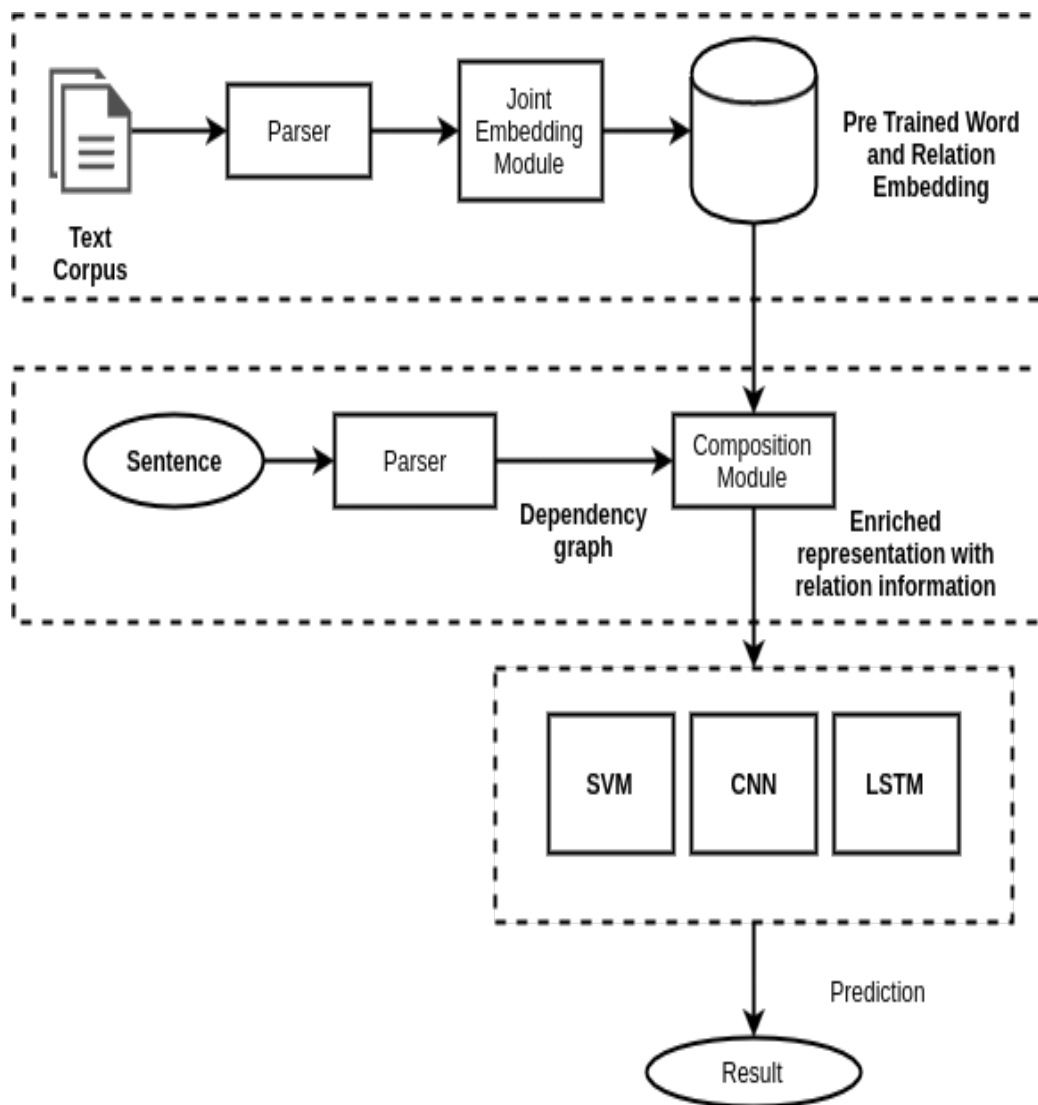 Parser
Joint
Embedding
Module
Pre Trained Word
and Relation
Embedding
Text
Corpus
Sentence
Parser
Composition
Module
Dependency
graph
Enriched
representation with
relation information
SVM
CNN
LSTM
Prediction
Result